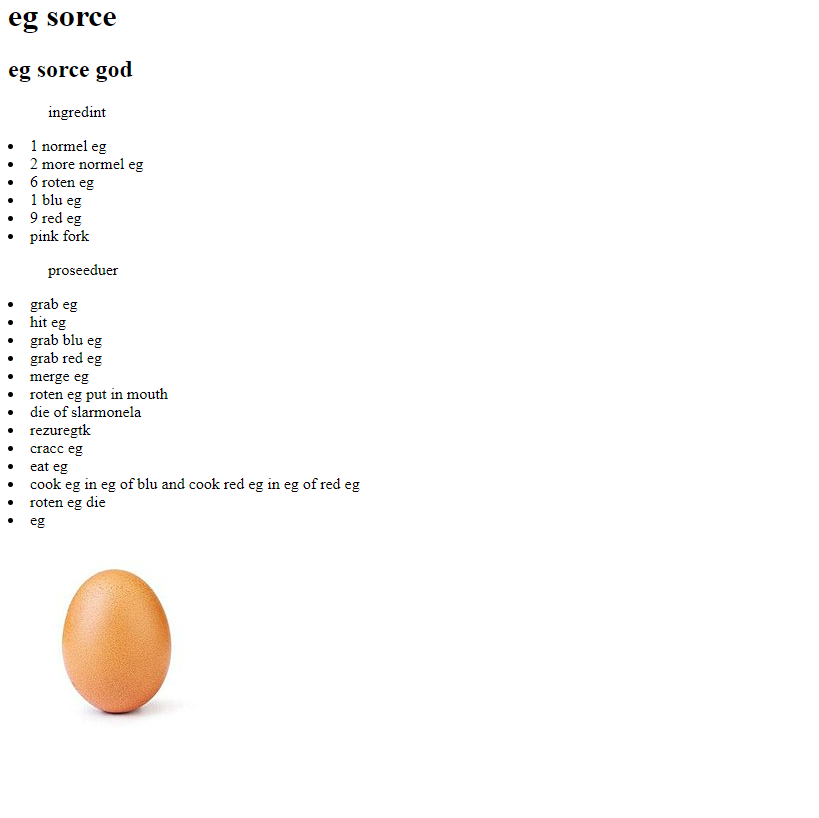 eg sorce
eg sorce god
ingredint
1 normel eg
2 more normel eg
6 roten eg
1 blu eg
9 red eg
pink fork
proseeduer
grab eg
hit eg
grab blu eg
grab red eg
merge eg
roten eg put in mouth
die of slarmonela
rezuregtk
cracc eg
eat eg
cook eg in eg of blu and cook red eg in eg of red eg
roten eg die
eg